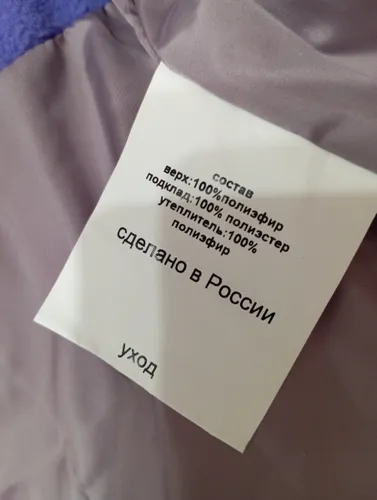 состав
верх:100%полиэфир
подклад:100% полиэстер
утеплитель:100%
полиэфир
сделано в России
уход